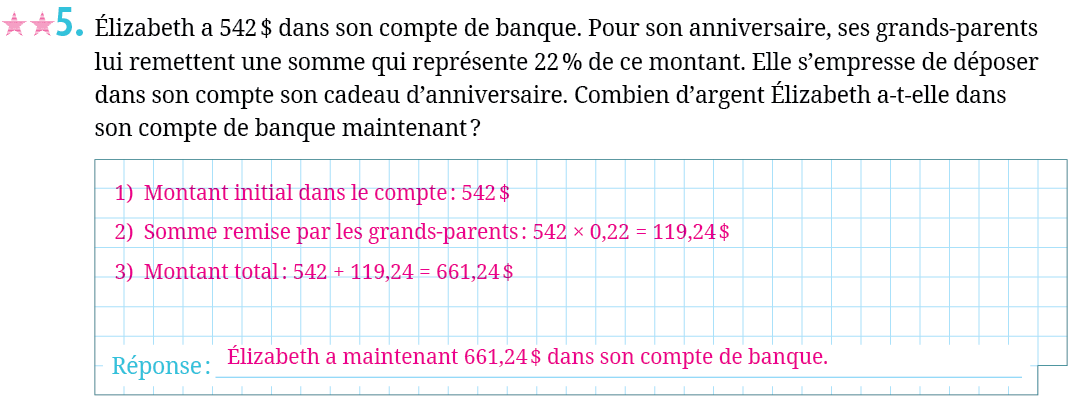 5. Élizabeth a 542 $ dans son compte de banque. Pour son anniversaire, ses grands-parents
lui remettent une somme qui représente 22 % de ce montant. Elle s’empresse de déposer
dans son compte son cadeau d’anniversaire. Combien d’argent Élizabeth a-t-elle dans
son compte de banque maintenant ?
1) Montant initial dans le compte : 542 $
2) Somme remise par les grands-parents : 542 × 0,22 = 119,24 $
3) Montant total : 542 + 119,24 = 661,24 $
Réponse : Élizabeth a maintenant 661,24 $ dans son compte de banque.